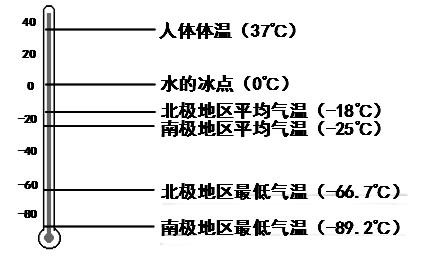 40
人体体温（37℃）
20
0
水的冰点（0℃）
北极地区平均气温（-18℃）
-20
南极地区平均气温（-25℃）
-40
-60
北极地区最低气温（-66.7℃）
-80
南极地区最低气温（-89.2℃）